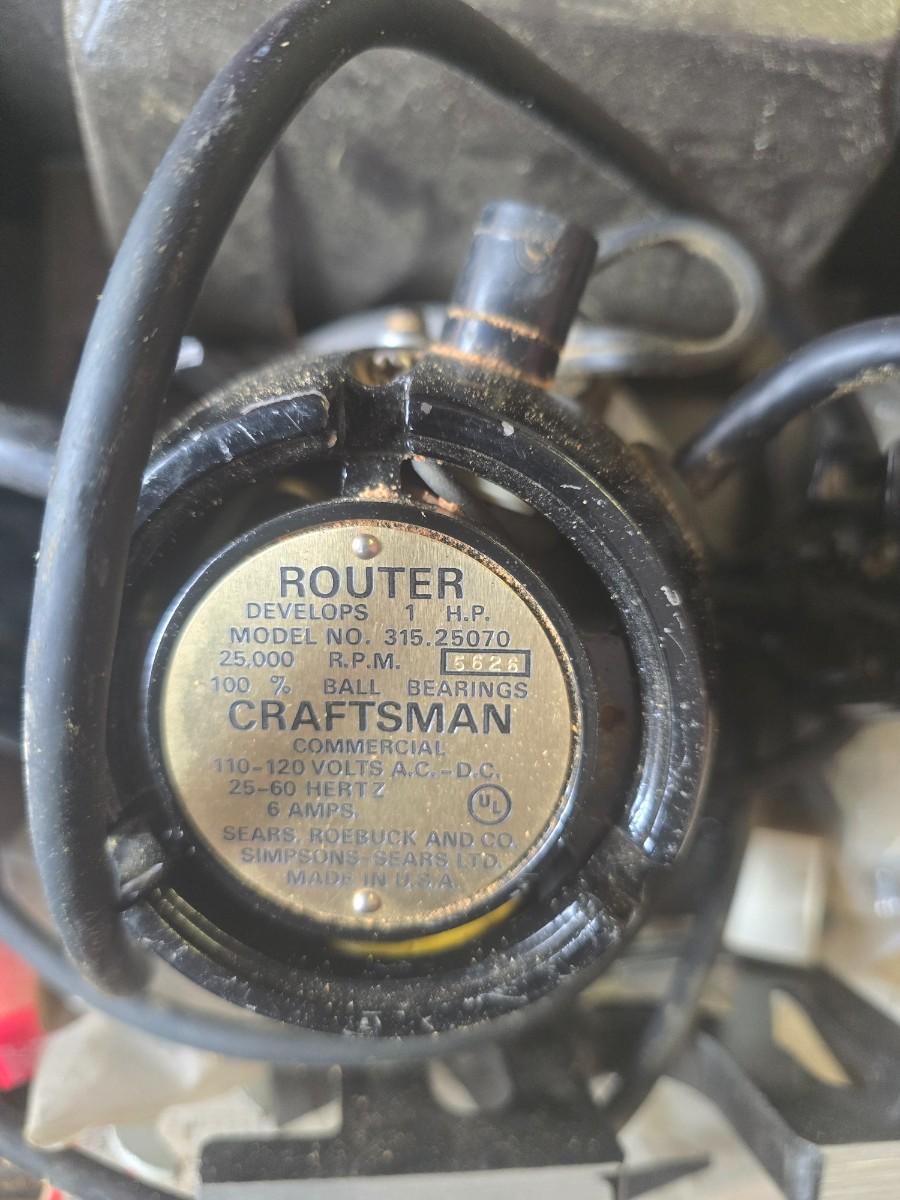 ROUTER
DEVELOPS 1 H.P.
MODEL NO. 315.25070
25,000 R.P.M. 5626
100 % BALL BEARINGS
CRAFTSMAN
COMMERCIAL
110-120 VOLTS A.C.-D.C.
25-60 HERTZ
6 AMPS. UL
SEARS, ROEBUCK AND CO.
SIMPSONS-SEARS LTD.
MADE IN U.S.A.